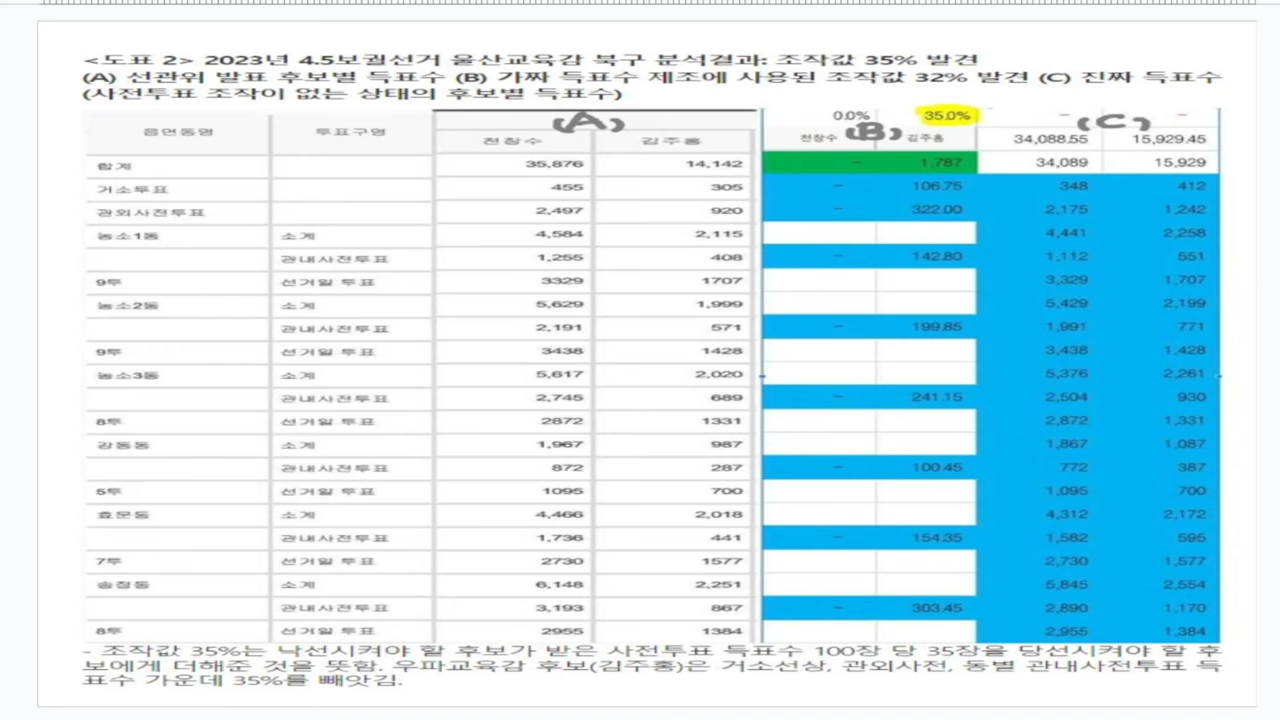 <도표 2> 2023년 4.5보궐선거 울산교육감 북구 분석결과: 조작값 35% 발견
(A) 선관위 발표 후보별 득표수 (B) 가짜 득표수 제조에 사용된 조작값 32% 발견 (C) 진짜 득표수
(사전투표 조작이 없는 상태의 후보별 득표수)
0.0% 35.0% - -
(A) (B) (C)
읍면동명 투표구명 천창수 김주홍 천창수 김주홍 34,088.55 15,929.45
합계 35,876 14,142 - 1,787 34,089 15,929
거소투표 455 305 - 106.75 348 412
관외사전투표 2,497 920 - 322.00 2,175 1,242
농소1동 소계 4,584 2,115 4,441 2,258
관내사전투표 1,255 408 - 142.80 1,112 551
9투 선거일 투표 3329 1707 3,329 1,707
농소2동 소계 5,629 1,999 5,429 2,199
관내사전투표 2,191 571 - 199.85 1,991 771
9투 선거일 투표 3438 1428 3,438 1,428
농소3동 소계 5,617 2,020 5,376 2,261
관내사전투표 2,745 689 - 241.15 2,504 930
8투 선거일 투표 2872 1331 2,872 1,331
강동동 소계 1,967 987 1,867 1,087
관내사전투표 872 287 - 100.45 772 387
5투 선거일 투표 1095 700 1,095 700
효문동 소계 4,466 2,018 4,312 2,172
관내사전투표 1,736 441 - 154.35 1,582 595
7투 선거일 투표 2730 1577 2,730 1,577
송정동 소계 6,148 2,251 5,845 2,554
관내사전투표 3,193 867 - 303.45 2,890 1,170
8투 선거일 투표 2955 1384 2,955 1,384
- 조작값 35%는 낙선시켜야 할 후보가 받은 사전투표 득표수 100장 당 35장을 당선시켜야 할 후
보에게 더해준 것을 뜻함. 우파교육감 후보(김주홍)은 거소선상, 관외사전, 동별 관내사전투표 득
표수 가운데 35%를 빼앗김.